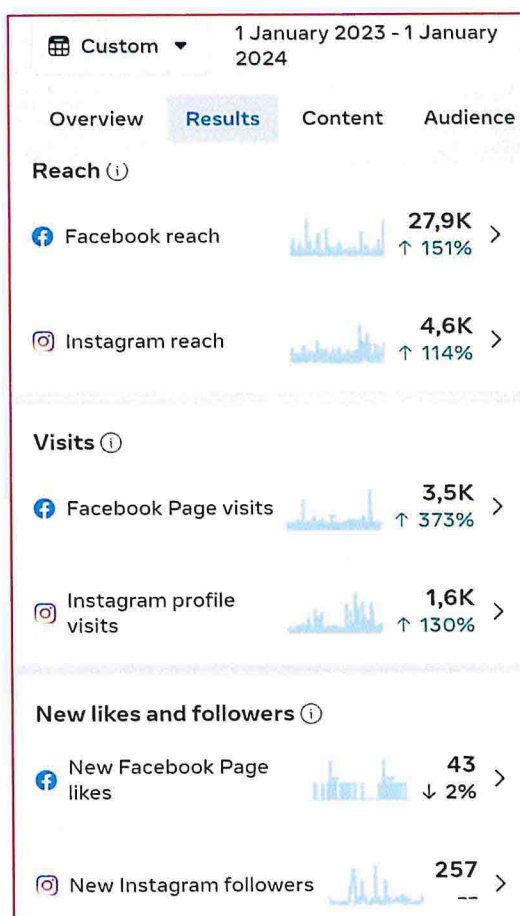 Custom
1 January 2023 - 1 January
2024
Overview Results Content Audience
Reach
Facebook reach
27,9K
↑ 151%
Instagram reach
4,6K
↑ 114%
Visits
Facebook Page visits
3,5K
↑ 373%
Instagram profile
visits
1,6K
↑ 130%
New likes and followers
New Facebook Page
likes
43
↓ 2%
New Instagram followers
257
--